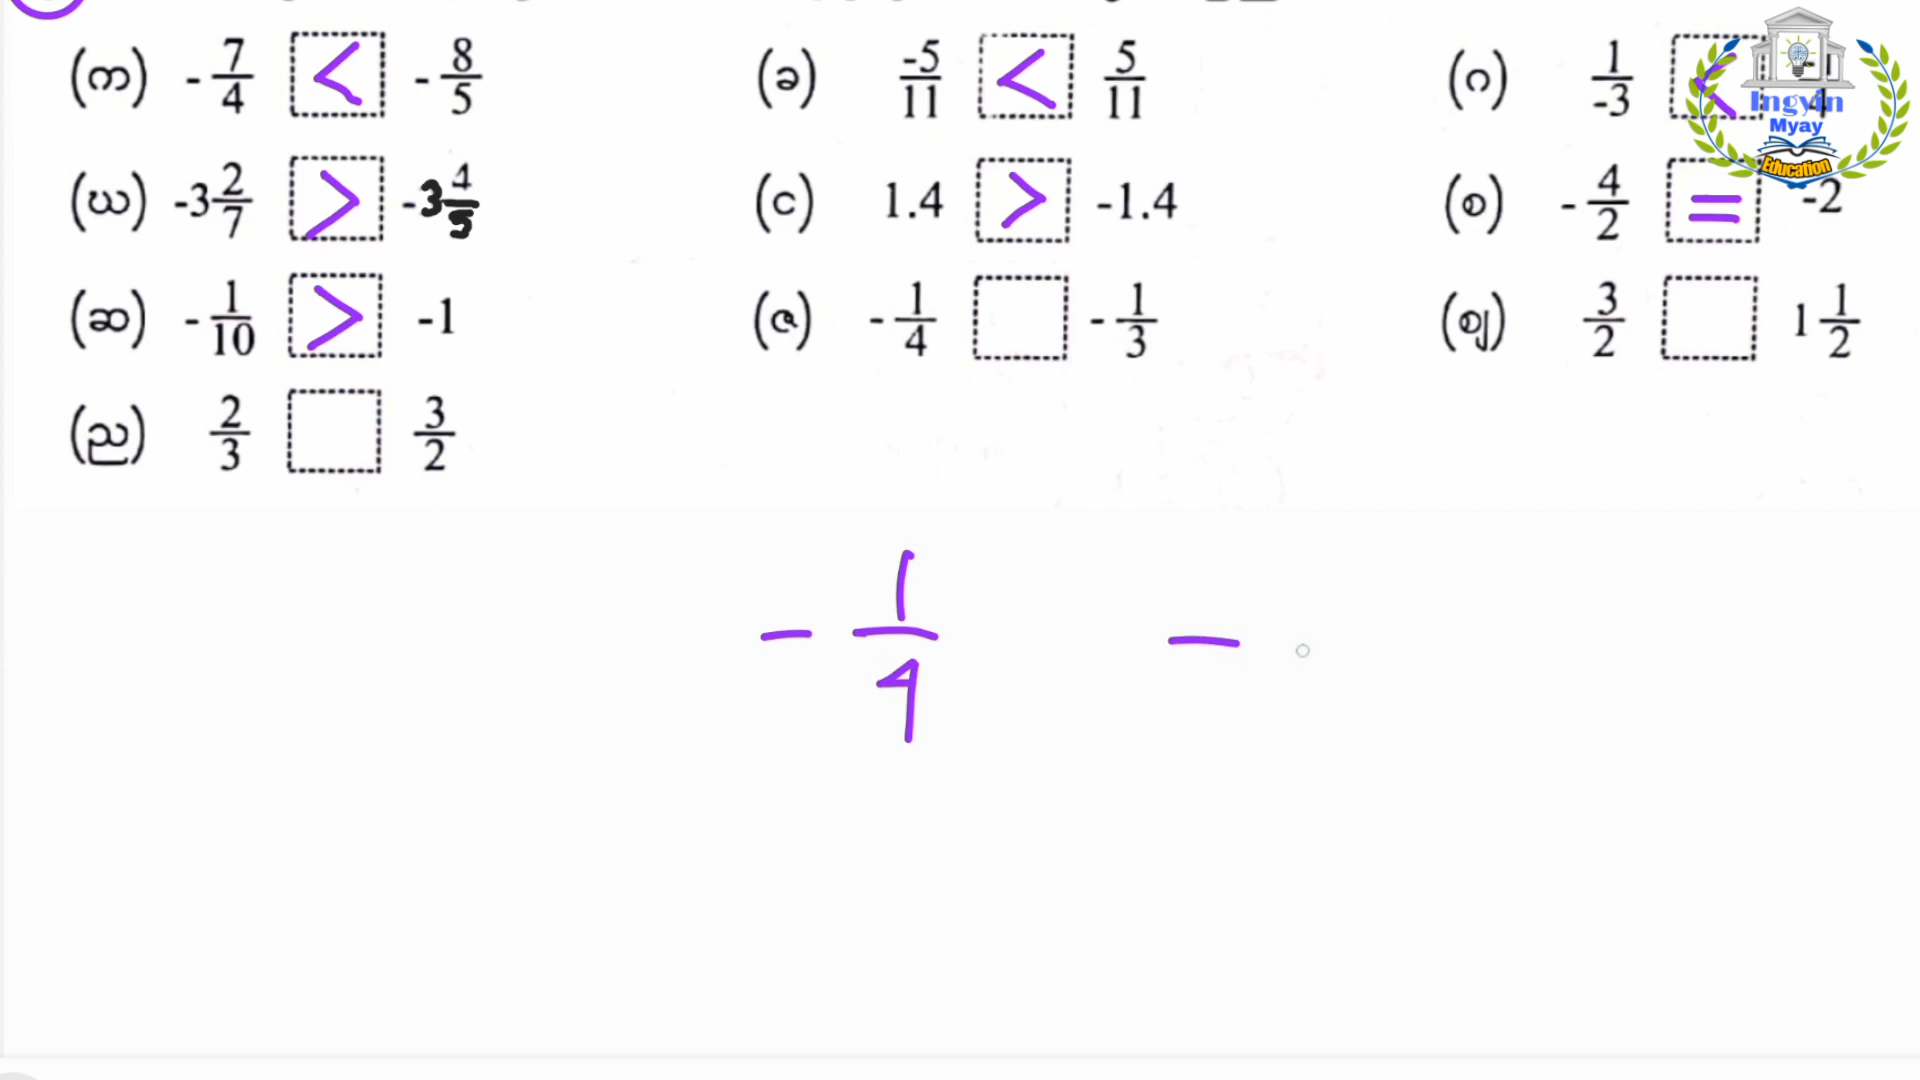 (က) -7/4 < -8/5 (ခ) -5/11 < 5/11 (ဂ) 1/-3 <
(ဃ) -3 2/7 > -3 4/5 (င) 1.4 > -1.4 (စ) -4/2 = -2
(ဆ) -1/10 > -1 (ဇ) -1/4 -1/3 (ဈ) 3/2 1 1/2
(ည) 2/3 3/2
Ingyin
Myay
Education
- 1/4 -